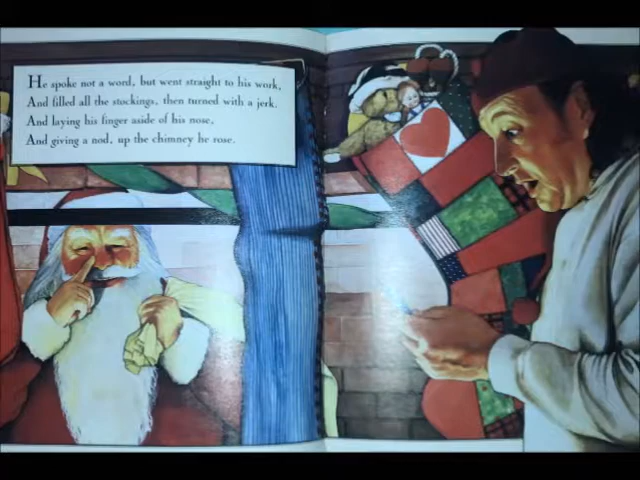 He spoke not a word, but went straight to his work,
And filled all the stockings, then turned with a jerk.
And laying his finger aside of his nose,
And giving a nod, up the chimney he rose.